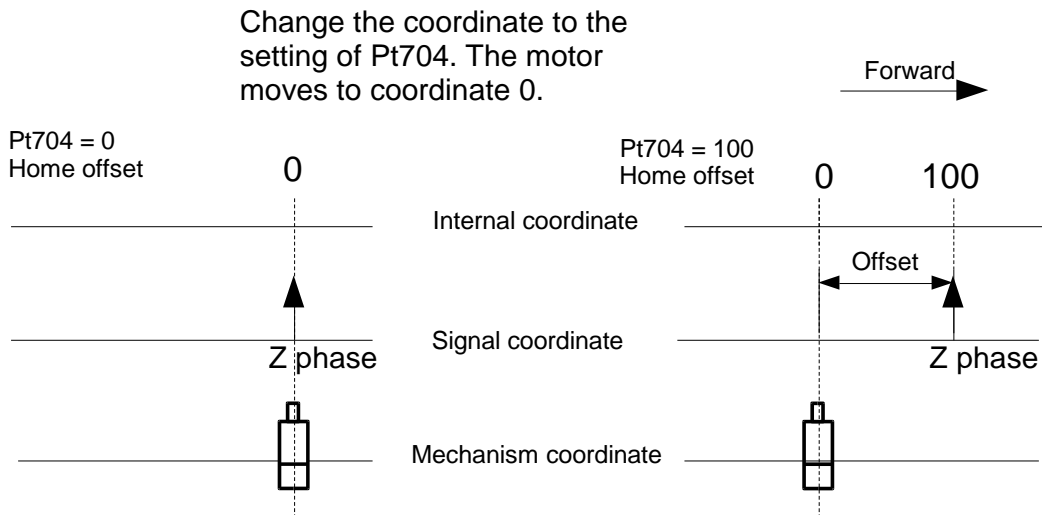 Change the coordinate to the
setting of Pt704. The motor
moves to coordinate 0.
Forward
Pt704 = 0
Home offset
0
Pt704 = 100
Home offset
0
100
Internal coordinate
Offset
Signal coordinate
Z phase
Z phase
Mechanism coordinate